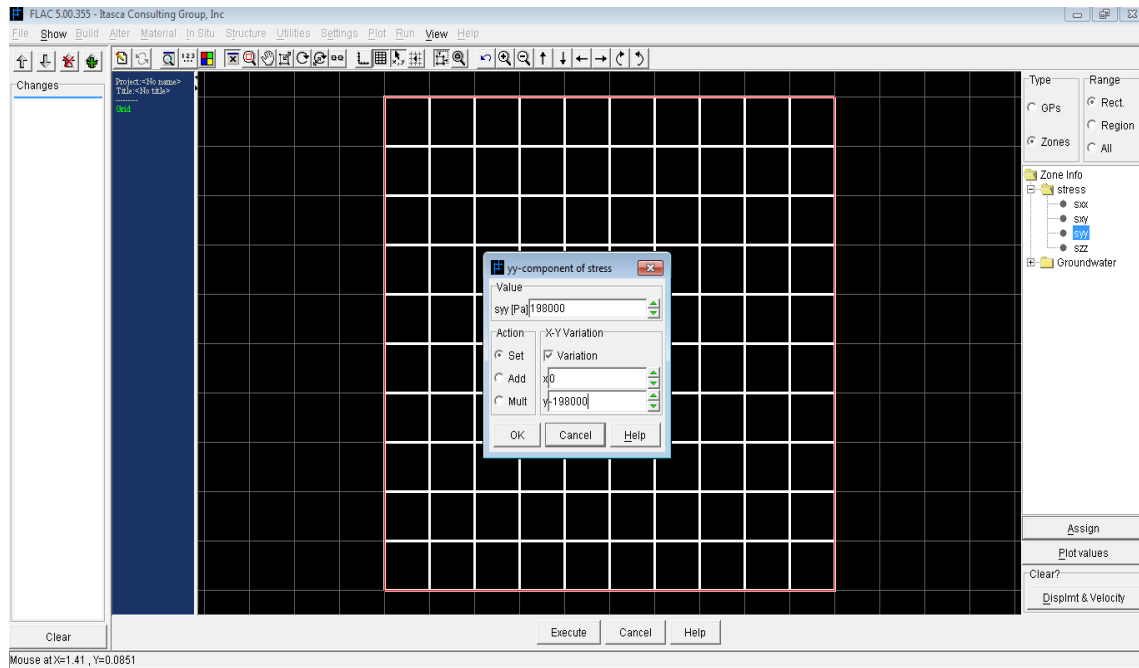 FLAC 5.00.355 - Itasca Consulting Group, Inc
File Show Build Alter Material In Situ Structure Utilities Settings Plot Run View Help
Changes
Project:<No name>
Title:<No title>
----------
Grid
Type
GPs
Zones
Range
Rect.
Region
All
Zone Info
stress
sxx
sxy
syy
szz
Groundwater
yy-component of stress
Value
syy [Pa] 198000
Action
Set
Add
Mult
X-Y Variation
Variation
x 0
y -198000
OK Cancel Help
Assign
Plot values
Clear?
Displmt & Velocity
Clear
Execute Cancel Help
Mouse at X=1.41 , Y=0.0851